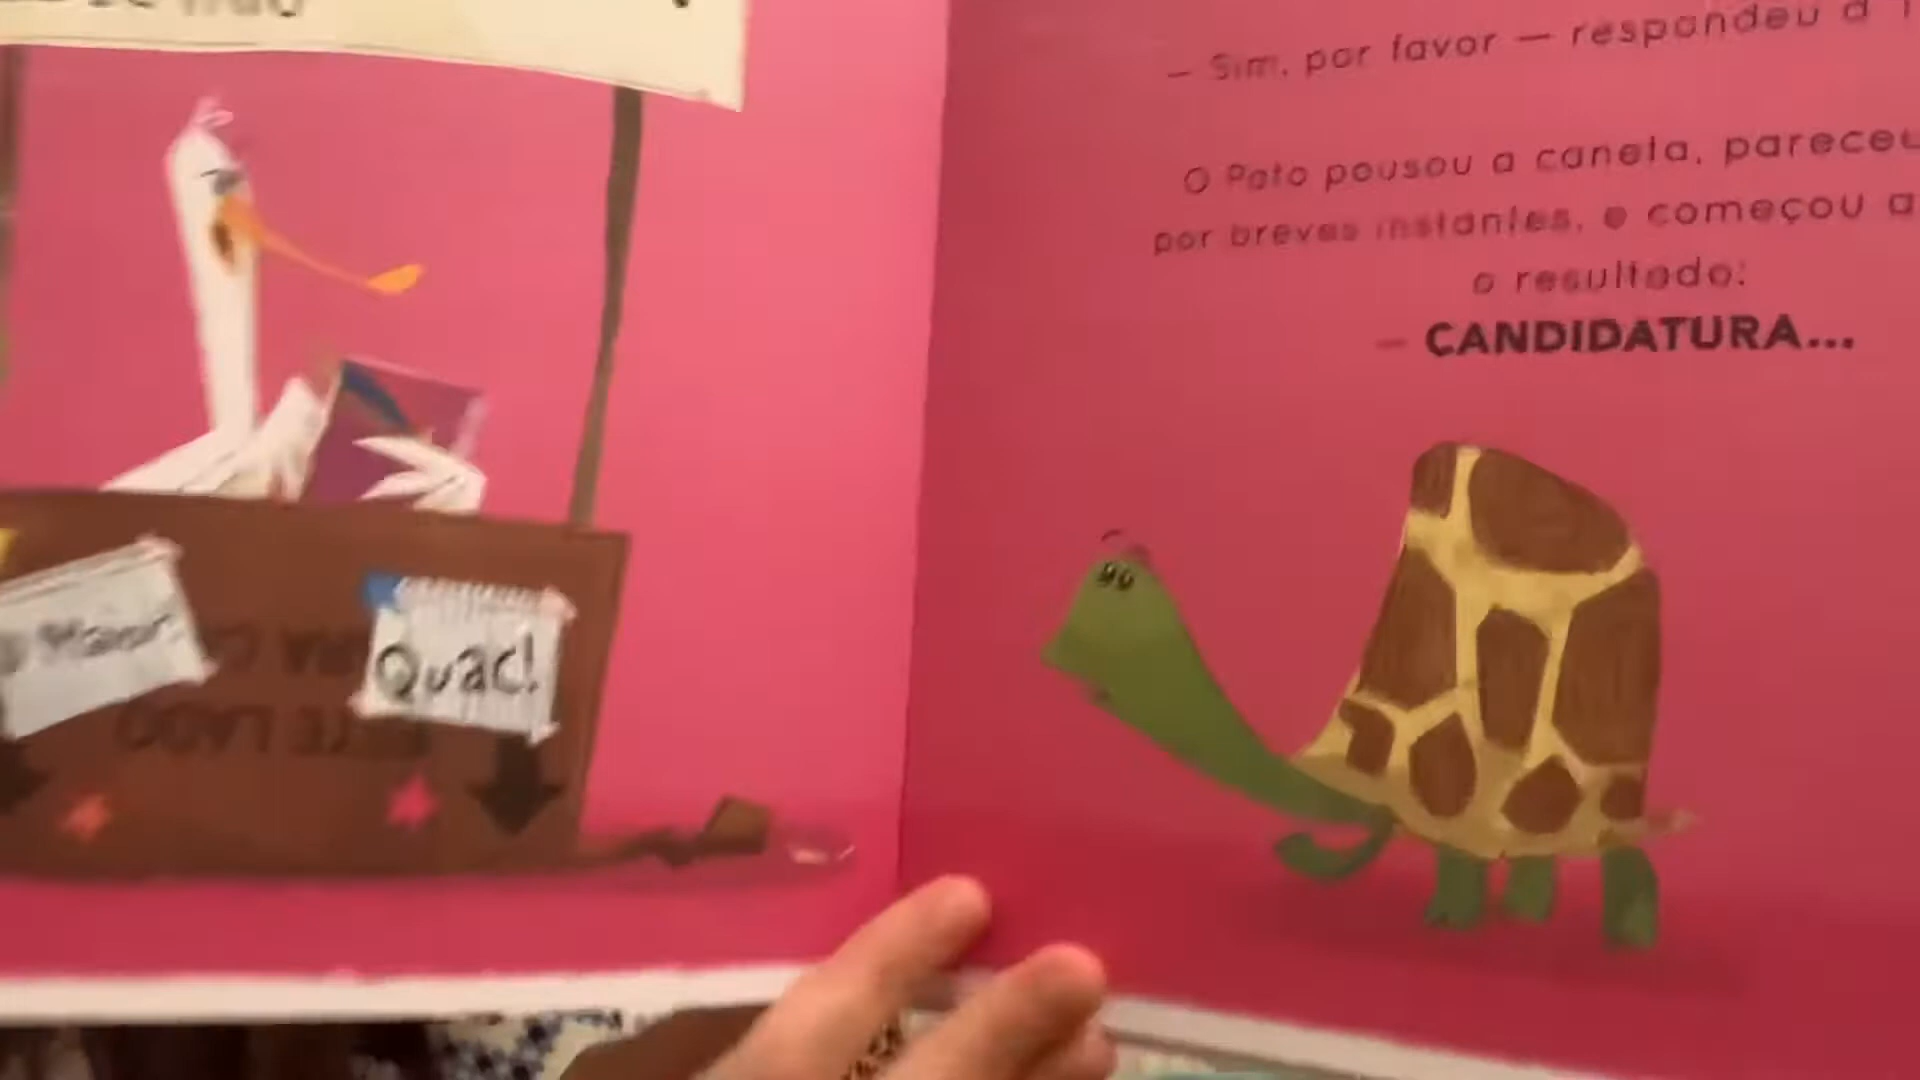 Quac!
— Sim, por favor — respondeu a
O Pato pousou a caneta, pareceu
por breves instantes, e começou a
o resultado:
— CANDIDATURA...